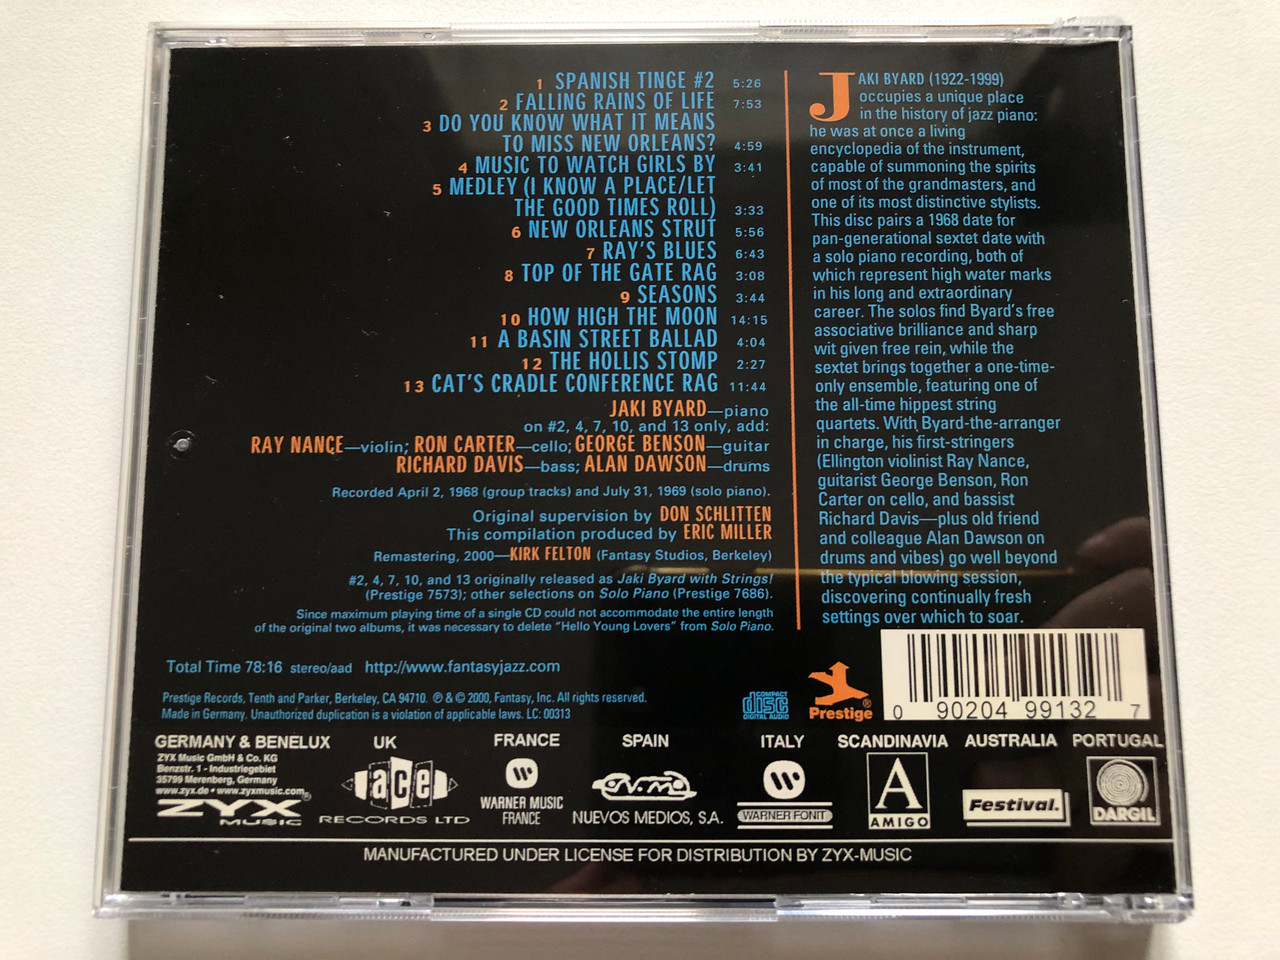 1 SPANISH TINGE #2 5:26
2 FALLING RAINS OF LIFE 7:53
3 DO YOU KNOW WHAT IT MEANS
TO MISS NEW ORLEANS? 4:59
4 MUSIC TO WATCH GIRLS BY 3:41
5 MEDLEY (I KNOW A PLACE/LET
THE GOOD TIMES ROLL) 3:33
6 NEW ORLEANS STRUT 5:56
7 RAY'S BLUES 6:43
8 TOP OF THE GATE RAG 3:08
9 SEASONS 3:44
10 HOW HIGH THE MOON 14:15
11 A BASIN STREET BALLAD 4:04
12 THE HOLLIS STOMP 2:27
13 CAT'S CRADLE CONFERENCE RAG 11:44
JAKI BYARD—piano
on #2, 4, 7, 10, and 13 only, add:
RAY NANCE—violin; RON CARTER—cello; GEORGE BENSON—guitar
RICHARD DAVIS—bass; ALAN DAWSON—drums
Recorded April 2, 1968 (group tracks) and July 31, 1969 (solo piano).
Original supervision by DON SCHLITTEN
This compilation produced by ERIC MILLER
Remastering, 2000—KIRK FELTON (Fantasy Studios, Berkeley)
#2, 4, 7, 10, and 13 originally released as Jaki Byard with Strings!
(Prestige 7573); other selections on Solo Piano (Prestige 7686).
Since maximum playing time of a single CD could not accommodate the entire length
of the original two albums, it was necessary to delete "Hello Young Lovers" from Solo Piano.
Total Time 78:16 stereo/aad http://www.fantasyjazz.com
Prestige Records, Tenth and Parker, Berkeley, CA 94710. ℗ & © 2000, Fantasy, Inc. All rights reserved.
Made in Germany. Unauthorized duplication is a violation of applicable laws. LC: 00313
JAKI BYARD (1922-1999)
occupies a unique place
in the history of jazz piano:
he was at once a living
encyclopedia of the instrument,
capable of summoning the spirits
of most of the grandmasters, and
one of its most distinctive stylists.
This disc pairs a 1968 date for
pan-generational sextet date with
a solo piano recording, both of
which represent high water marks
in his long and extraordinary
career. The solos find Byard's free
associative brilliance and sharp
wit given free rein, while the
sextet brings together a one-time-
only ensemble, featuring one of
the all-time hippest string
quartets. With Byard-the-arranger
in charge, his first-stringers
(Ellington violinist Ray Nance,
guitarist George Benson, Ron
Carter on cello, and bassist
Richard Davis—plus old friend
and colleague Alan Dawson on
drums and vibes) go well beyond
the typical blowing session,
discovering continually fresh
settings over which to soar.
COMPACT
disc
DIGITAL AUDIO
Prestige®
0 90204 99132 7
GERMANY & BENELUX
ZYX Music GmbH & Co. KG
Benzstr. 1 - Industriegebiet
35799 Merenberg, Germany
www.zyx.de • www.zyxmusic.com
ZYX®
MUSIC
UK
ace
RECORDS LTD
FRANCE
WARNER MUSIC
FRANCE
SPAIN
NUEVOS MEDIOS, S.A.
ITALY
WARNER FONIT
SCANDINAVIA
A
AMIGO
AUSTRALIA
Festival.
PORTUGAL
DARGIL
MANUFACTURED UNDER LICENSE FOR DISTRIBUTION BY ZYX-MUSIC